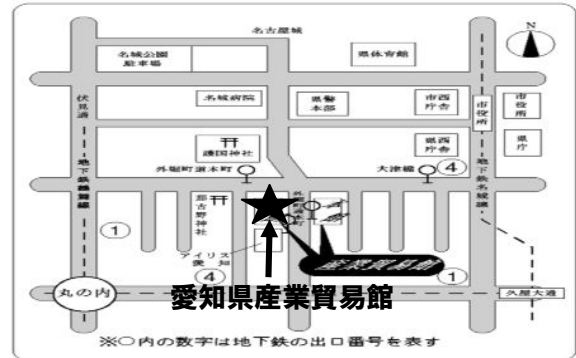 名古屋城
N
名城公園
駐車場
県体育館
伏見通
名城病院
県警
本部
市西
庁舎
市役所
市役
所
護国神社
県西
庁舎
県庁
外堀町通本町
大津橋
④
地下鉄鶴舞線
地下鉄名城線
那古野神社
①
アイリス
愛知
④
産業貿易館
①
丸の内
愛知県産業貿易館
久屋大通
※○内の数字は地下鉄の出口番号を表す